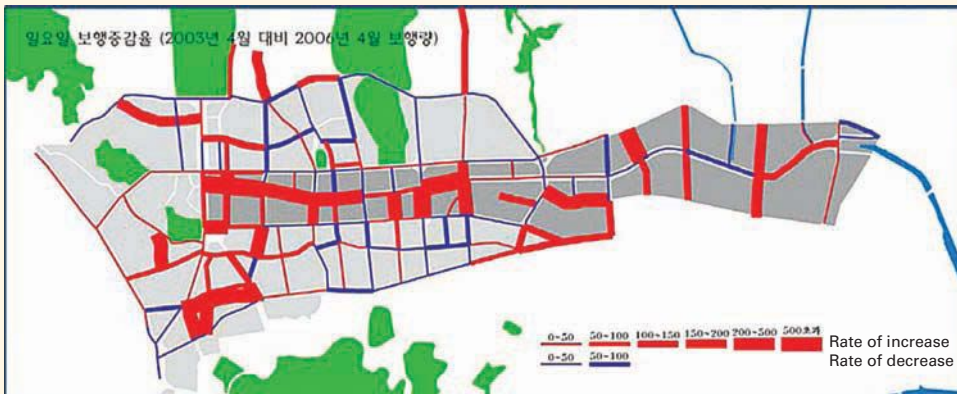 일요일 보행증감율 (2003년 4월 대비 2006년 4월 보행량)
0~50 50~100 100~150 150~200 200~500 500초과 Rate of increase
0~50 50~100 Rate of decrease